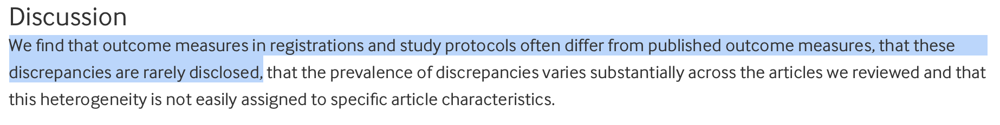 Discussion
We find that outcome measures in registrations and study protocols often differ from published outcome measures, that these
discrepancies are rarely disclosed, that the prevalence of discrepancies varies substantially across the articles we reviewed and that
this heterogeneity is not easily assigned to specific article characteristics.